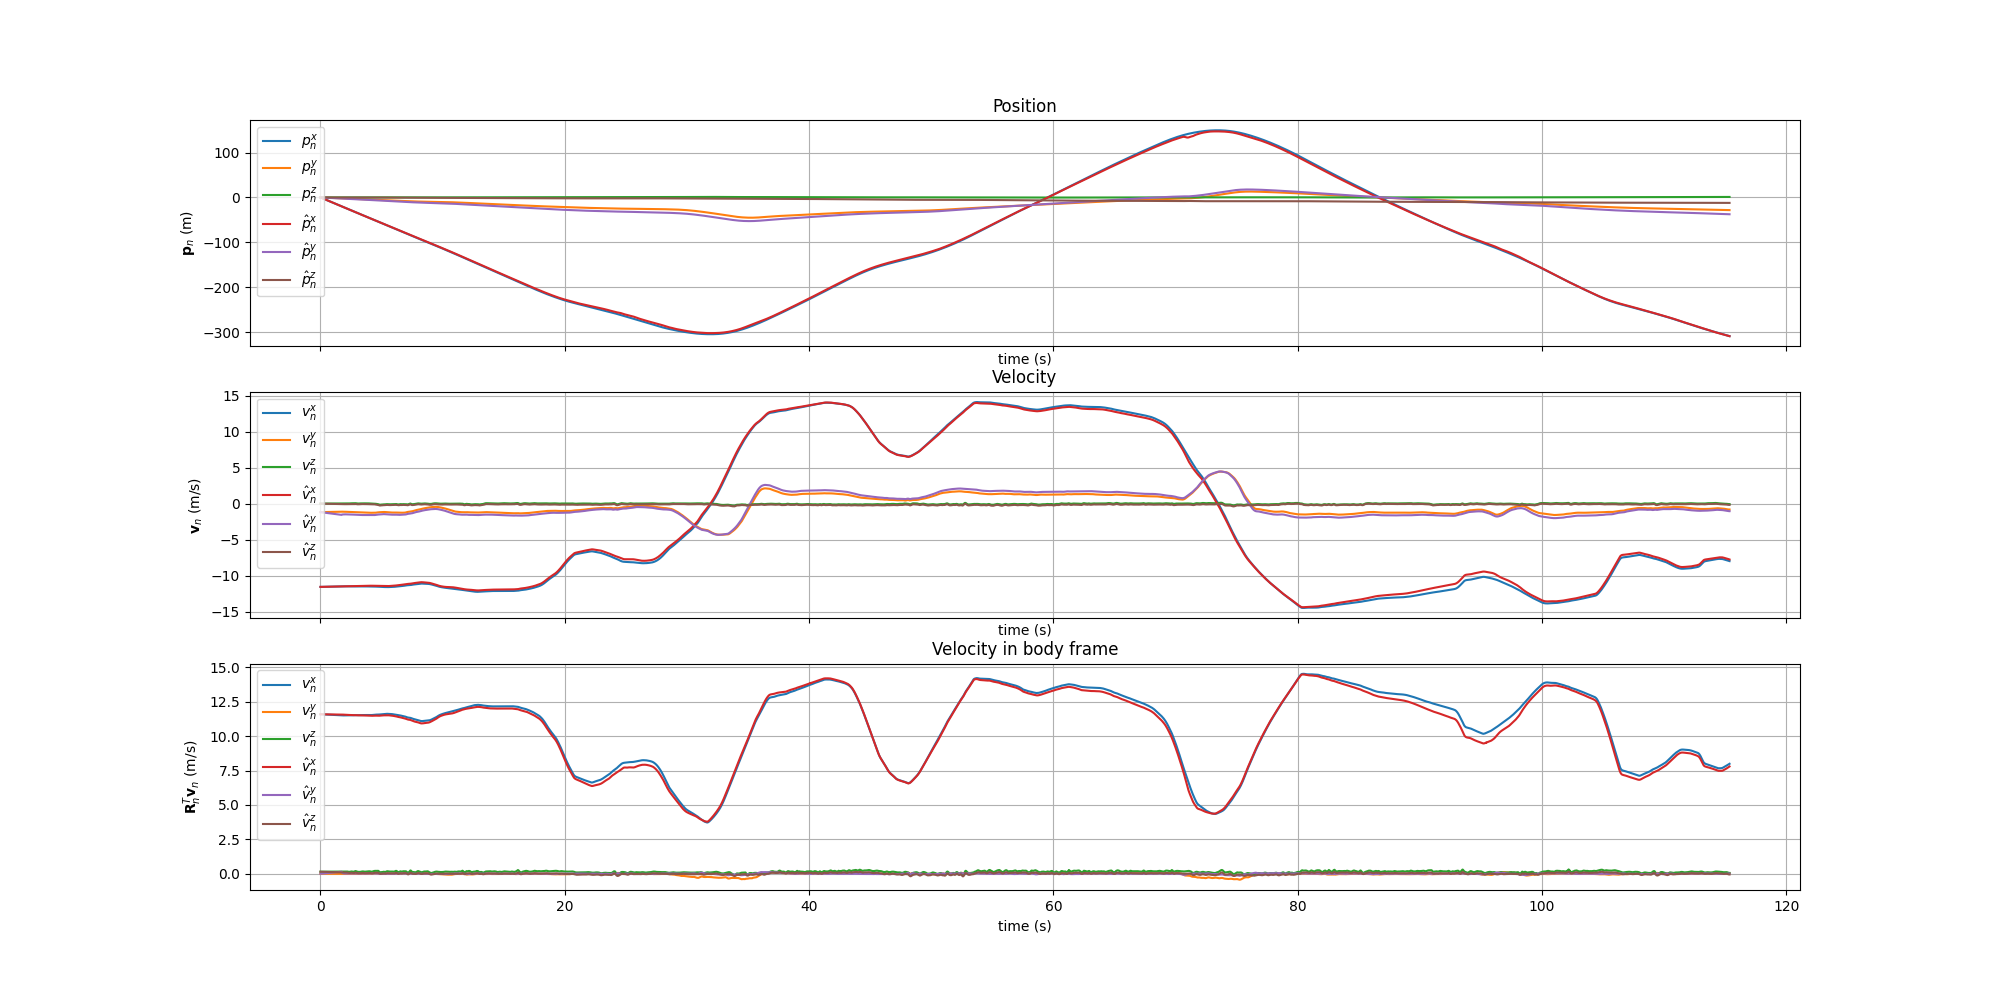 Position
100
0
−100
−200
−300
p_n (m)
p_n^x
p_n^y
p_n^z
p̂_n^x
p̂_n^y
p̂_n^z
time (s)
Velocity
15
10
5
0
−5
−10
−15
v_n (m/s)
v_n^x
v_n^y
v_n^z
v̂_n^x
v̂_n^y
v̂_n^z
time (s)
Velocity in body frame
15.0
12.5
10.0
7.5
5.0
2.5
0.0
R_n^T v_n (m/s)
v_n^x
v_n^y
v_n^z
v̂_n^x
v̂_n^y
v̂_n^z
0 20 40 60 80 100 120
time (s)